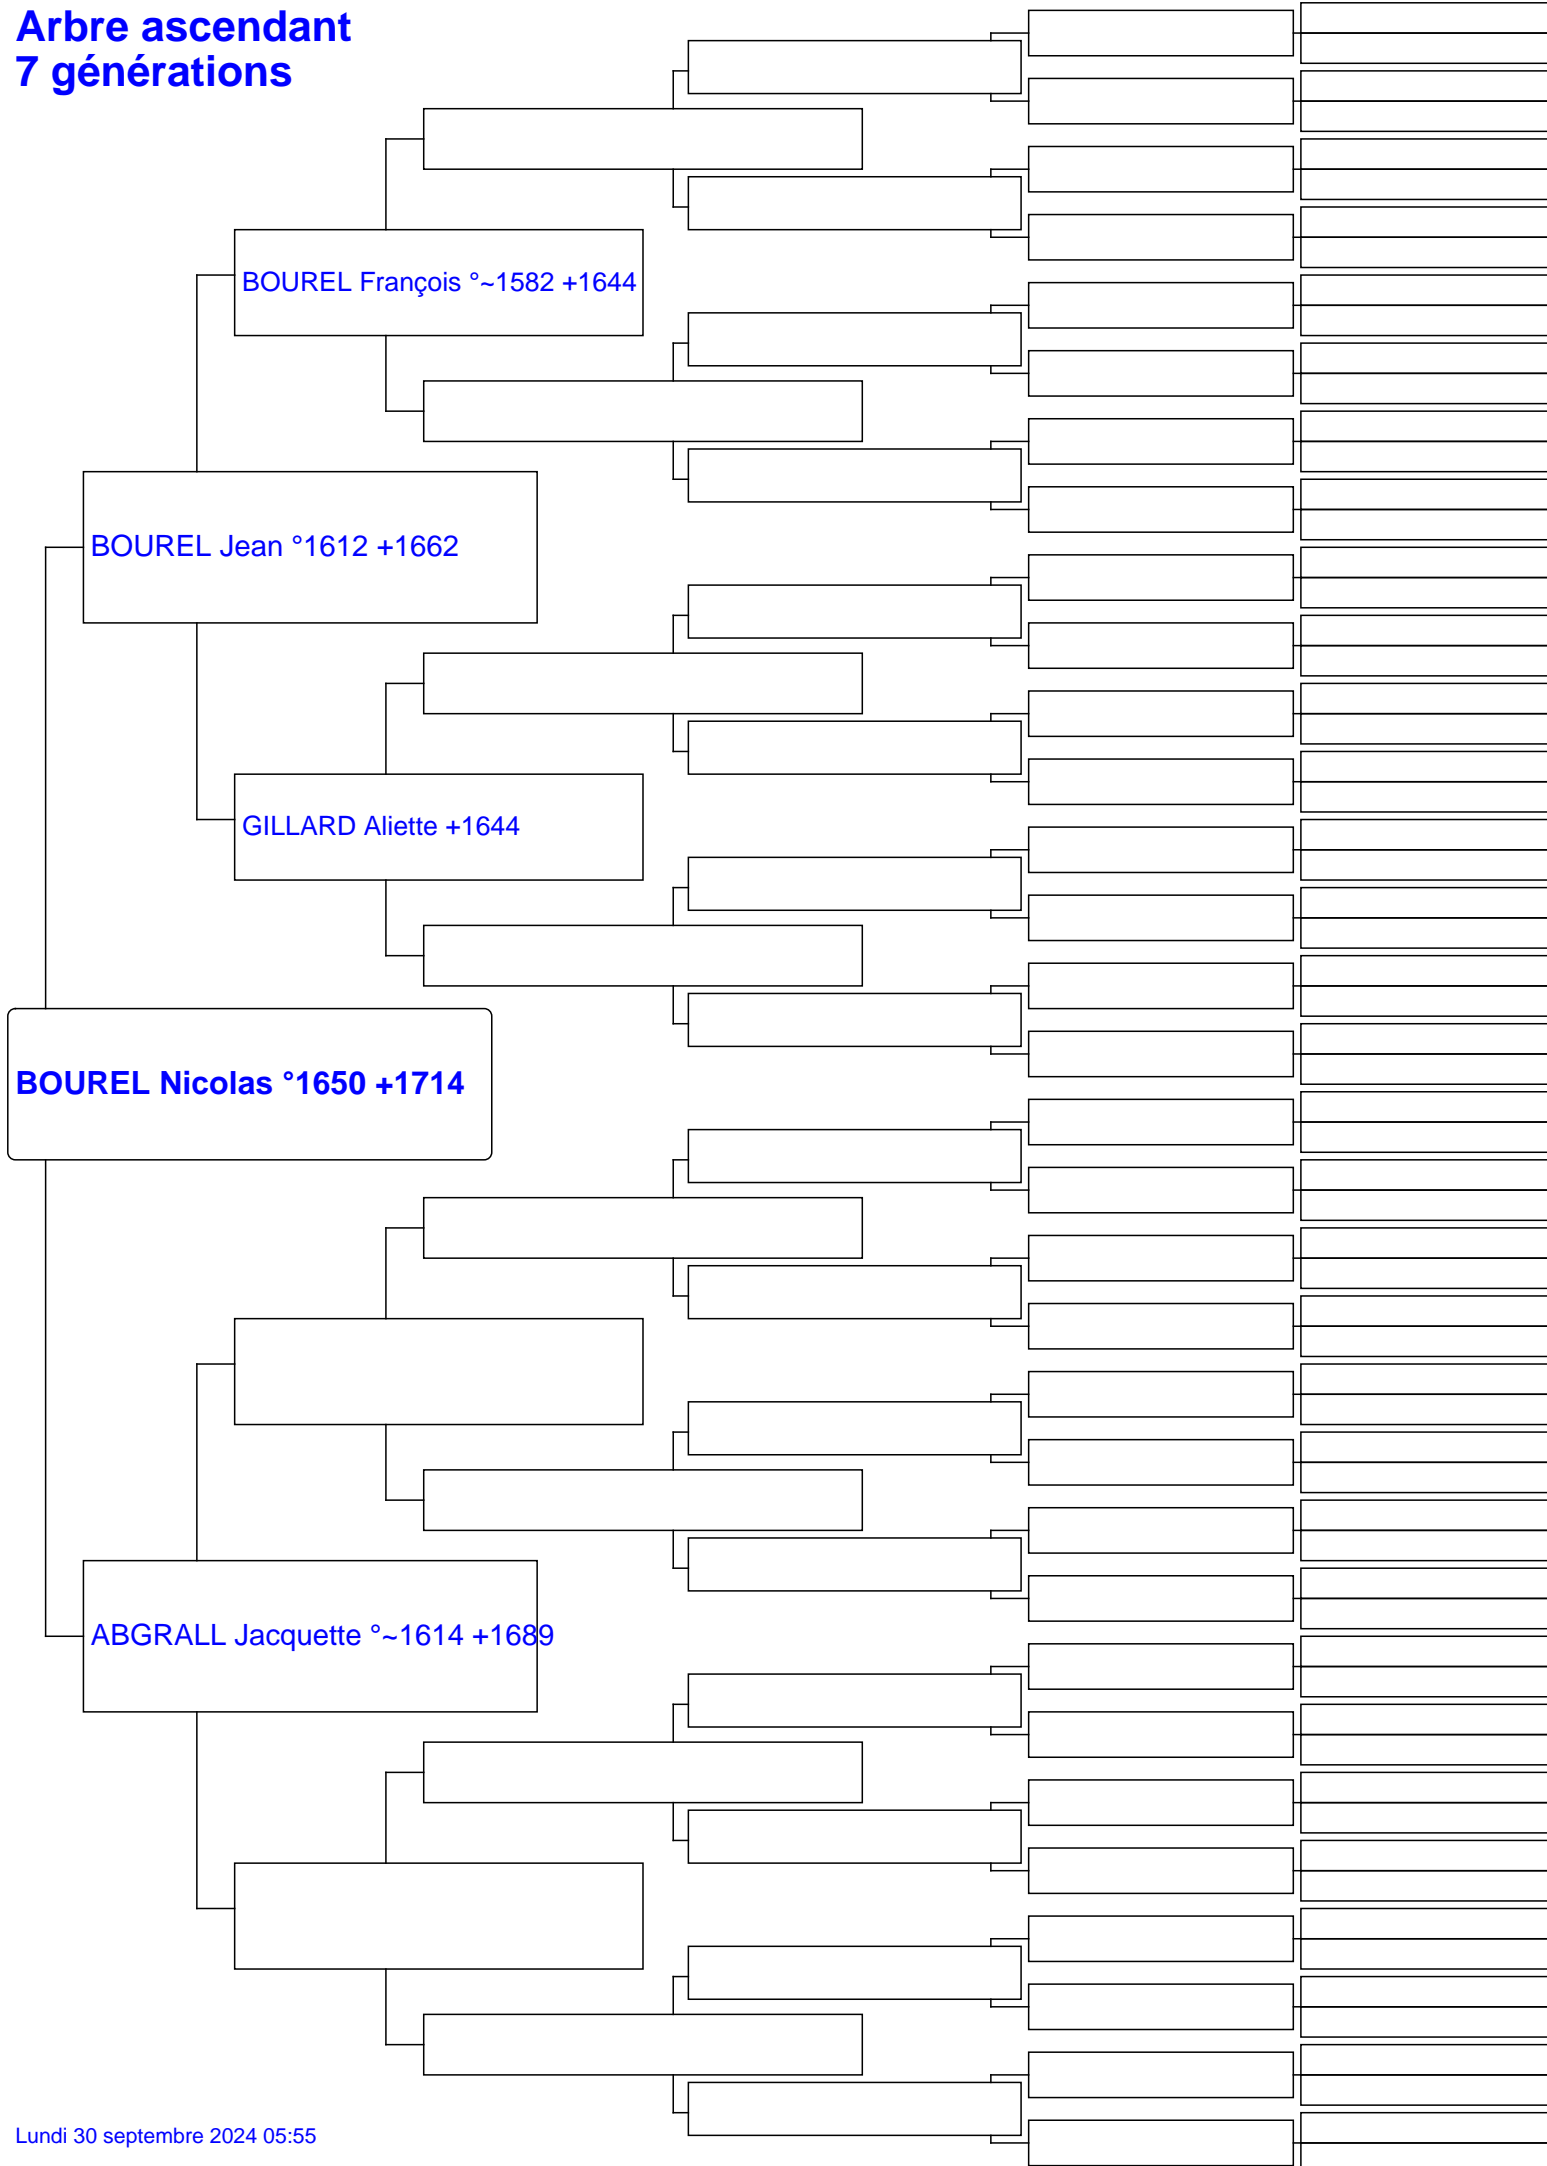 Arbre ascendant
7 générations
BOUREL François °~1582 +1644
BOUREL Jean °1612 +1662
GILLARD Aliette +1644
BOUREL Nicolas °1650 +1714
ABGRALL Jacquette °~1614 +1689
Lundi 30 septembre 2024 05:55